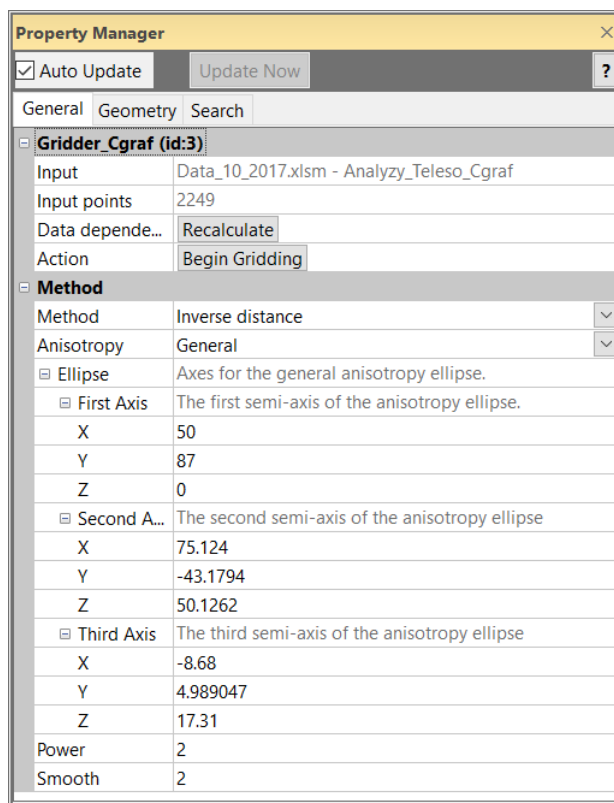 Property Manager
Auto Update Update Now ?
General Geometry Search
Gridder_Cgraf (id:3)
Input Data_10_2017.xlsm - Analyzy_Teleso_Cgraf
Input points 2249
Data depende... Recalculate
Action Begin Gridding
Method
Method Inverse distance
Anisotropy General
Ellipse Axes for the general anisotropy ellipse.
First Axis The first semi-axis of the anisotropy ellipse.
X 50
Y 87
Z 0
Second A... The second semi-axis of the anisotropy ellipse
X 75.124
Y -43.1794
Z 50.1262
Third Axis The third semi-axis of the anisotropy ellipse
X -8.68
Y 4.989047
Z 17.31
Power 2
Smooth 2